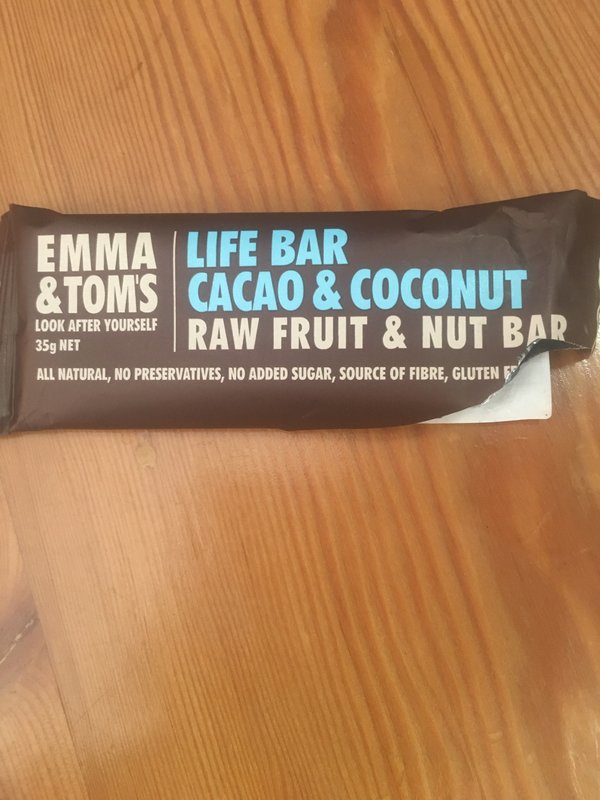 EMMA
&TOM'S
LOOK AFTER YOURSELF
35g NET
LIFE BAR
CACAO & COCONUT
RAW FRUIT & NUT BAR
ALL NATURAL, NO PRESERVATIVES, NO ADDED SUGAR, SOURCE OF FIBRE, GLUTEN